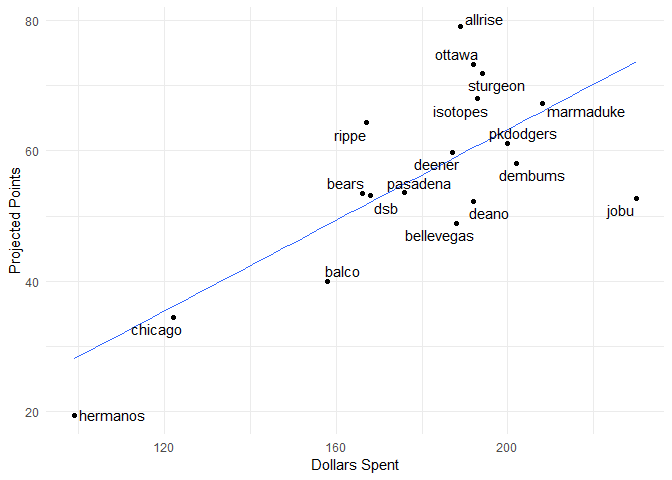 80
allrise
ottawa
sturgeon
isotopes
marmaduke
rippe
pkdodgers
60
deener
dembums
bears
pasadena
dsb
deano
jobu
bellevegas
balco
40
chicago
20
hermanos
Projected Points
120
160
200
Dollars Spent